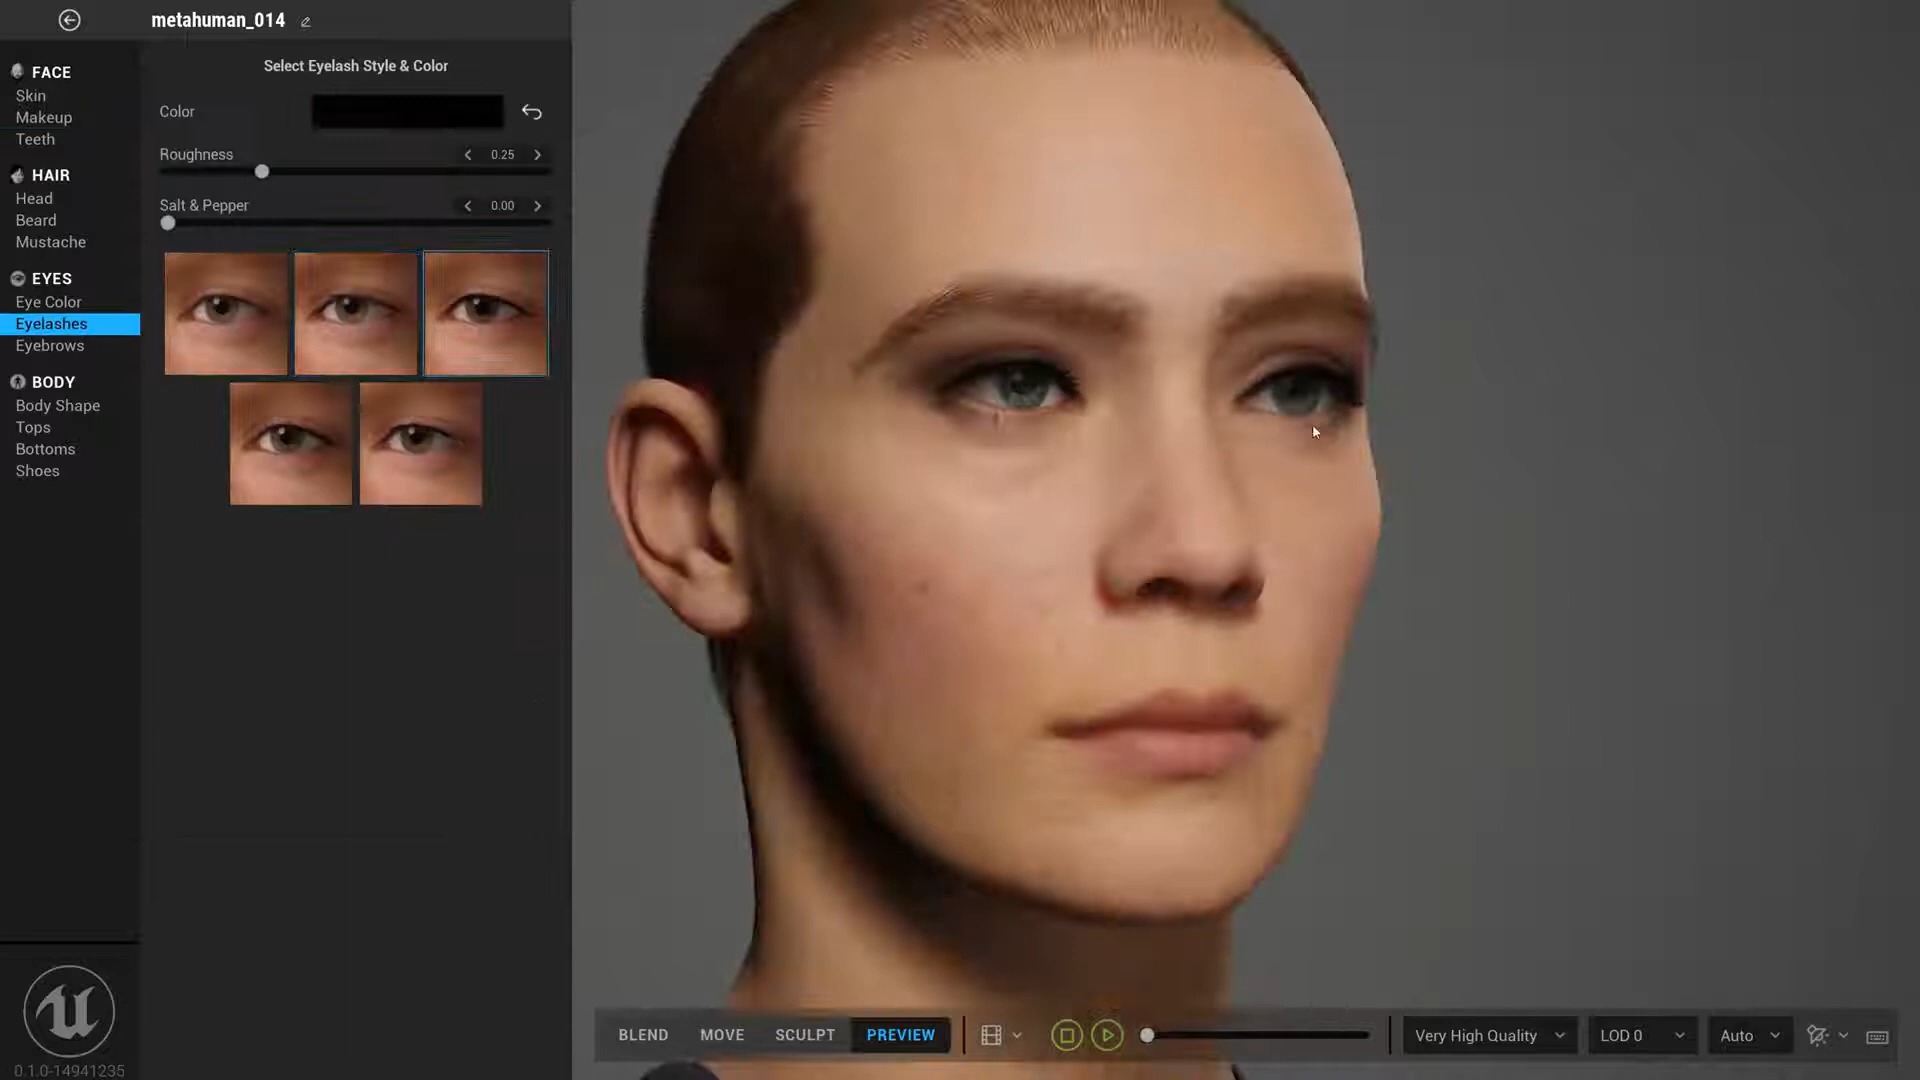 metahuman_014
FACE
Skin
Makeup
Teeth
HAIR
Head
Beard
Mustache
EYES
Eye Color
Eyelashes
Eyebrows
BODY
Body Shape
Tops
Bottoms
Shoes
0.1.0-14941235
Select Eyelash Style & Color
Color
Roughness 0.25
Salt & Pepper 0.00
BLEND MOVE SCULPT PREVIEW Very High Quality LOD 0 Auto